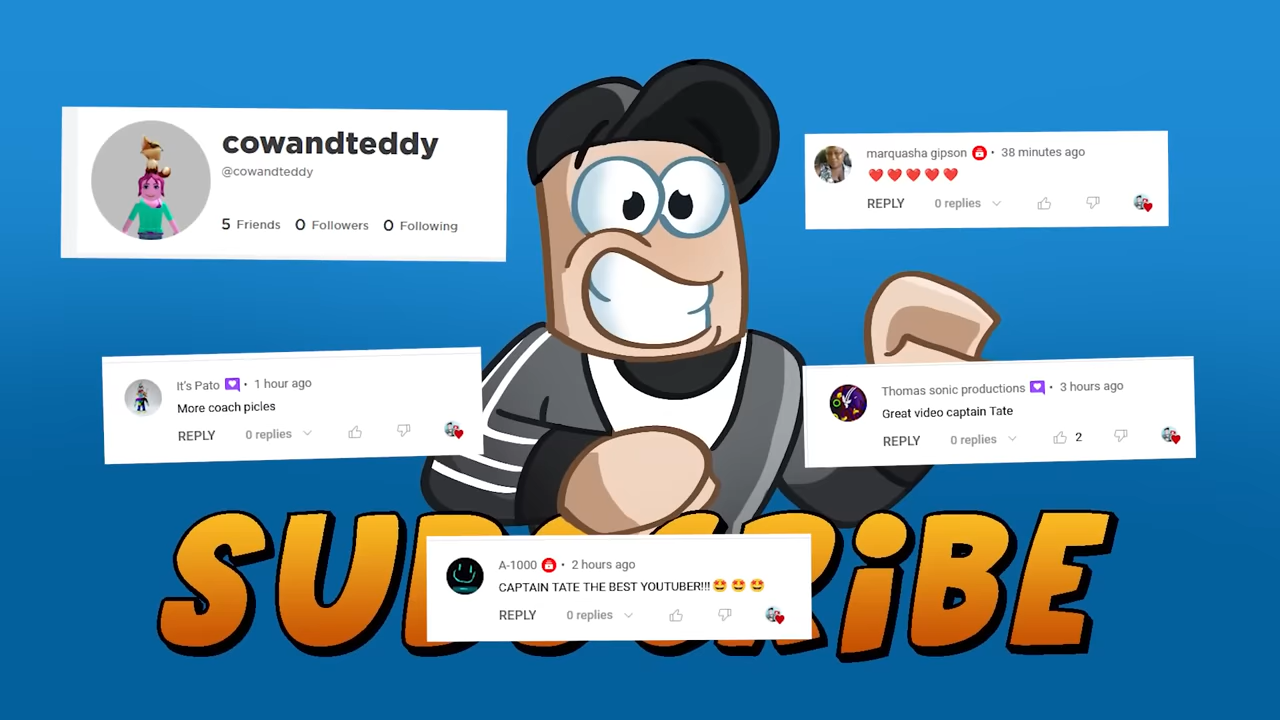 cowandteddy
@cowandteddy
5 Friends 0 Followers 0 Following
marquasha gipson • 38 minutes ago
❤️❤️❤️❤️❤️
REPLY 0 replies
It's Pato • 1 hour ago
More coach picles
REPLY 0 replies
Thomas sonic productions • 3 hours ago
Great video captain Tate
REPLY 0 replies 2
SUBSCRIBE
A-1000 • 2 hours ago
CAPTAIN TATE THE BEST YOUTUBER!!!🤩🤩🤩
REPLY 0 replies